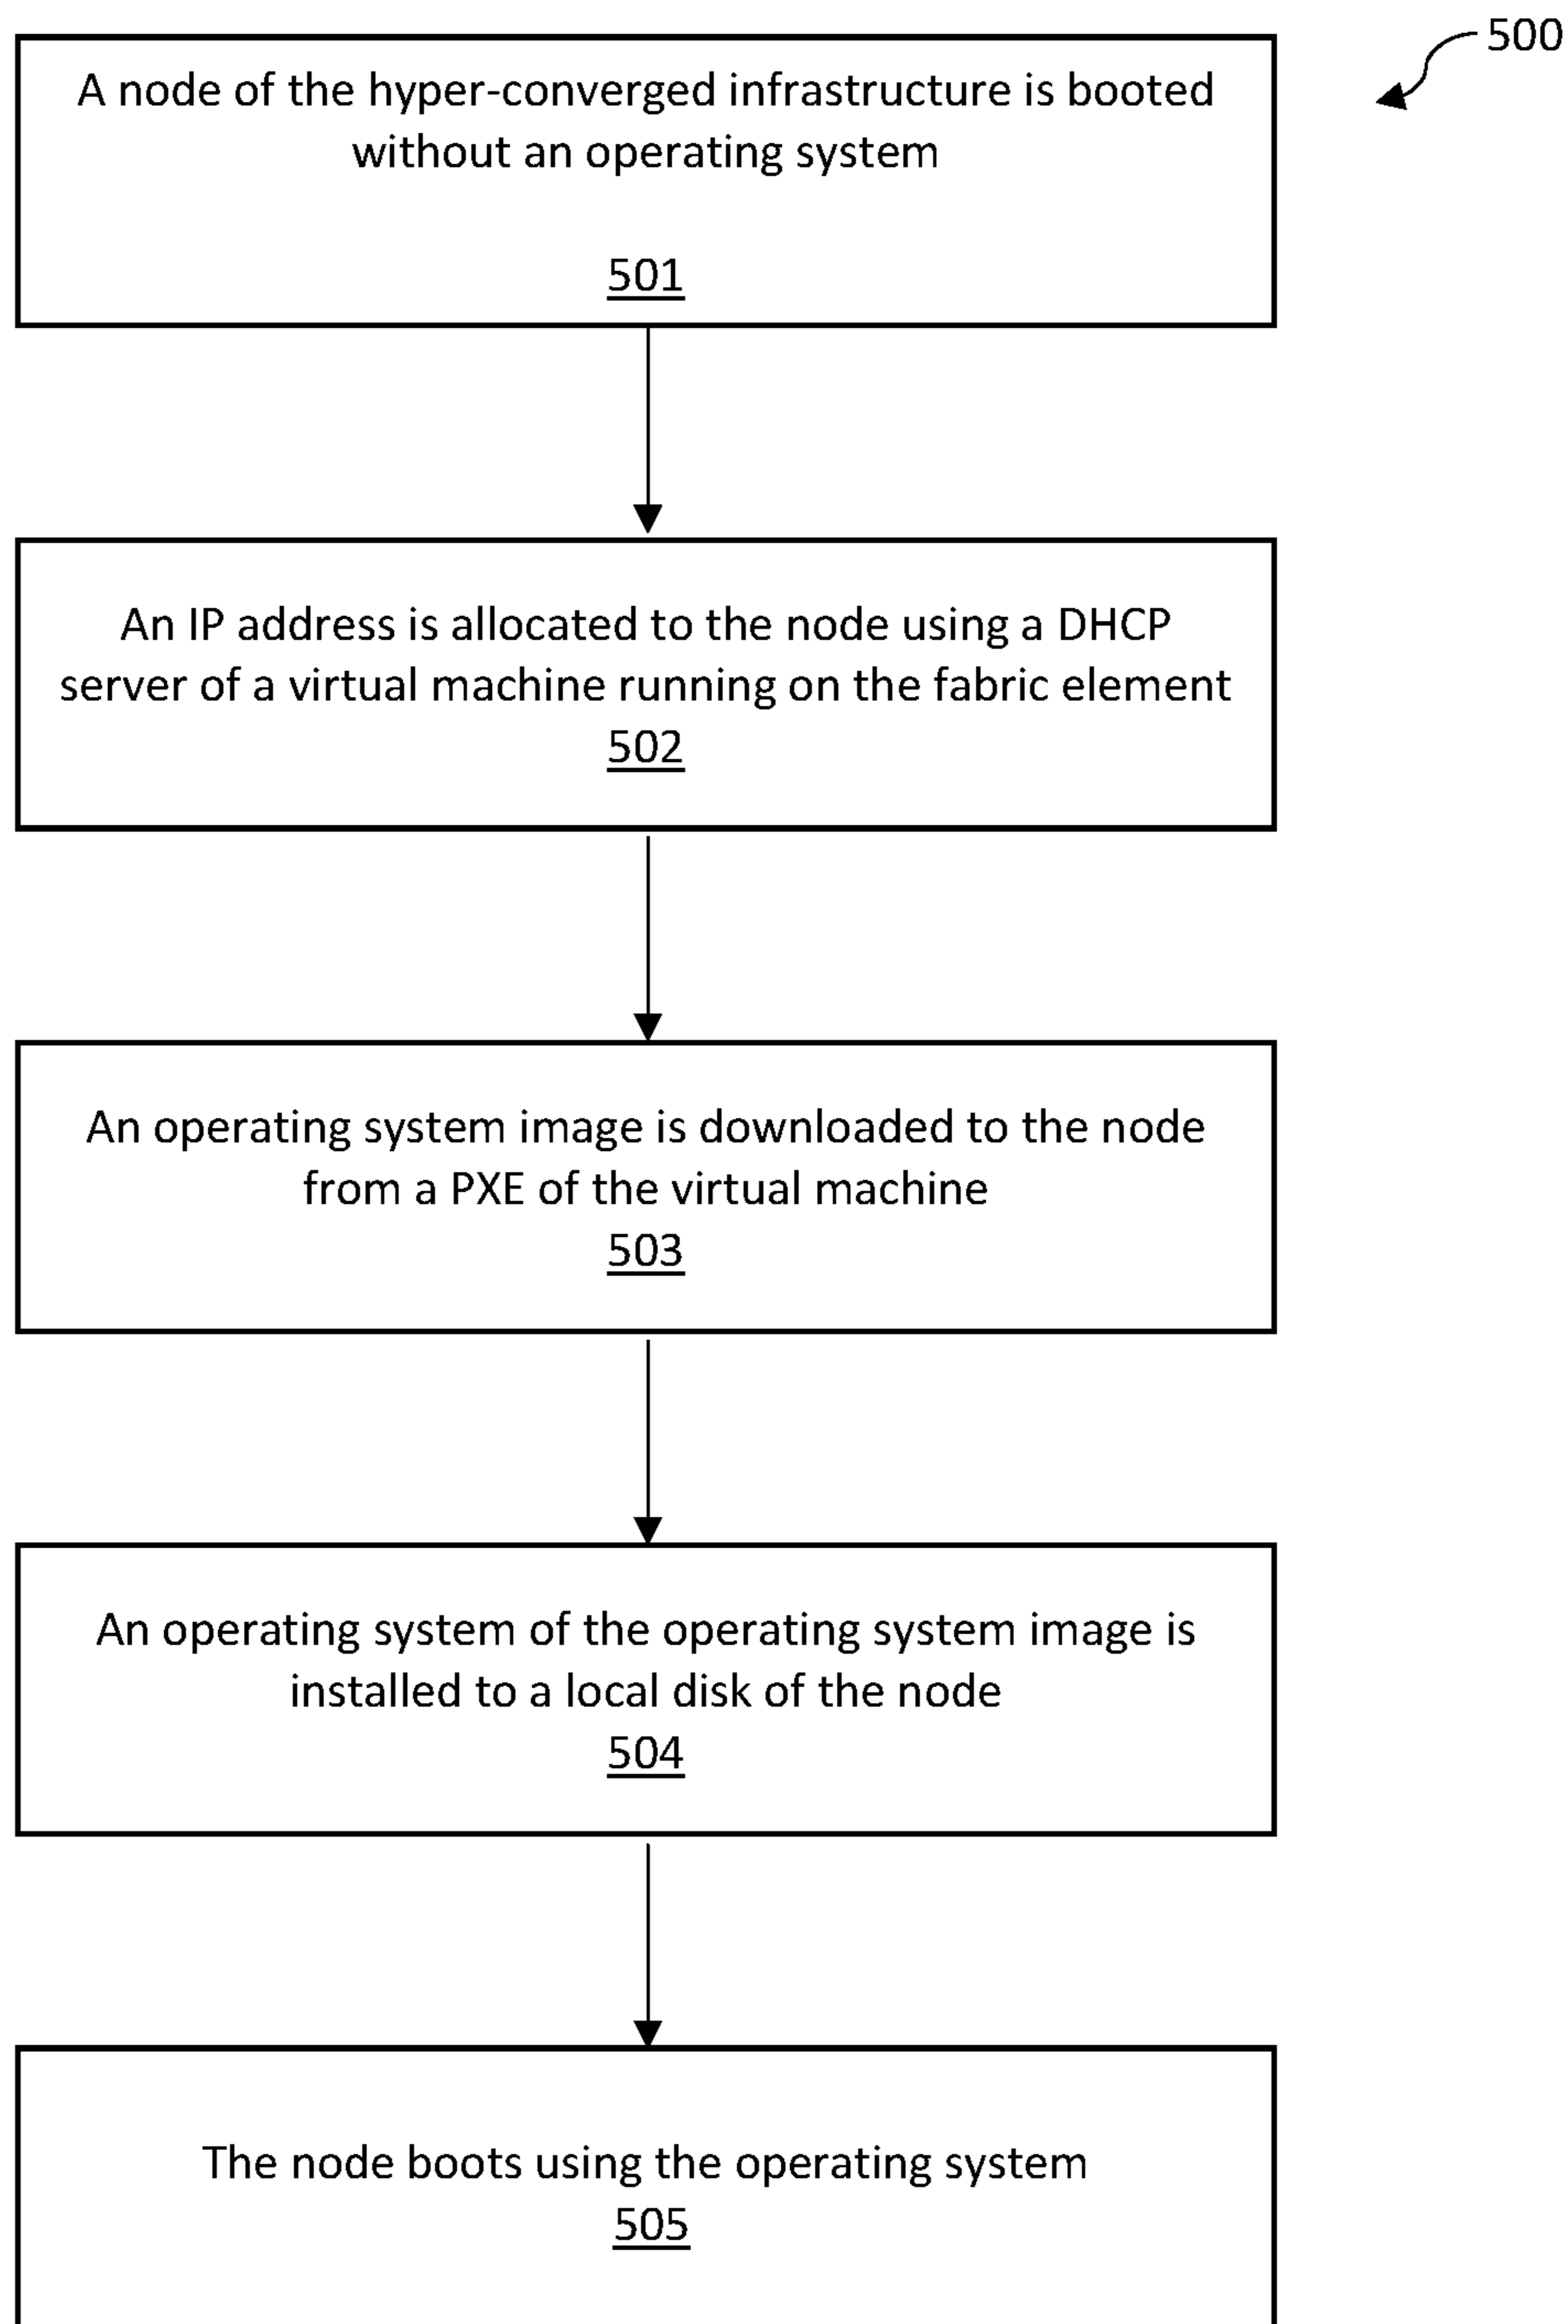 500
A node of the hyper-converged infrastructure is booted
without an operating system
501
An IP address is allocated to the node using a DHCP
server of a virtual machine running on the fabric element
502
An operating system image is downloaded to the node
from a PXE of the virtual machine
503
An operating system of the operating system image is
installed to a local disk of the node
504
The node boots using the operating system
505